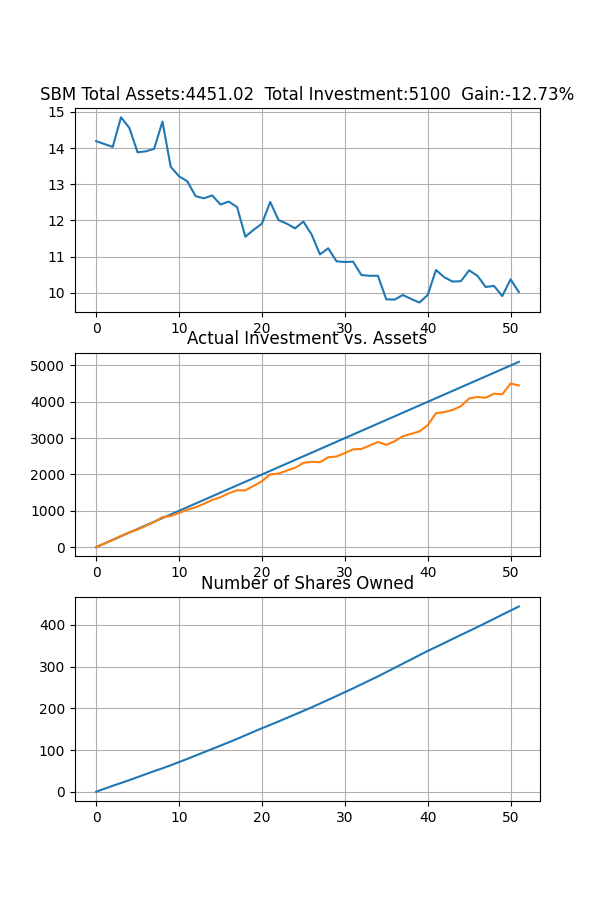 SBM Total Assets:4451.02  Total Investment:5100  Gain:-12.73%
15
14
13
12
11
10
0 10 20 30 40 50
Actual Investment vs. Assets
5000
4000
3000
2000
1000
0
0 10 20 30 40 50
Number of Shares Owned
400
300
200
100
0
0 10 20 30 40 50